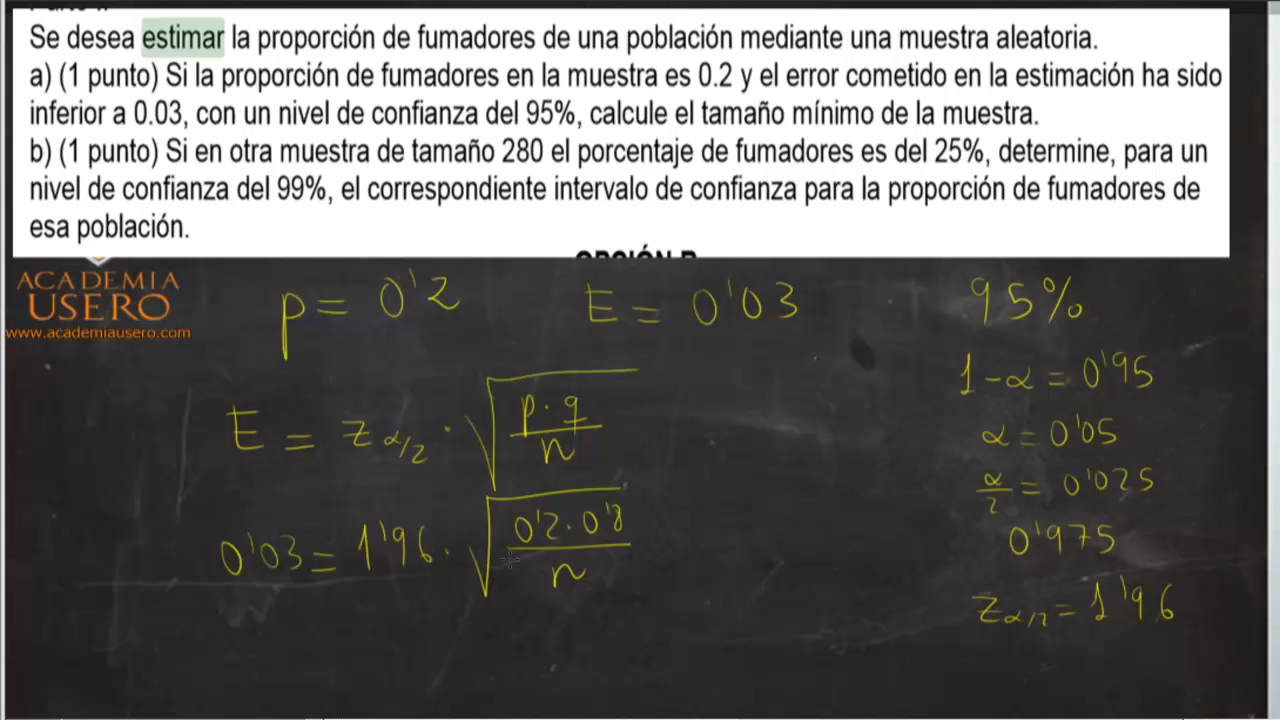 Se desea estimar la proporción de fumadores de una población mediante una muestra aleatoria.
a) (1 punto) Si la proporción de fumadores en la muestra es 0.2 y el error cometido en la estimación ha sido
inferior a 0.03, con un nivel de confianza del 95%, calcule el tamaño mínimo de la muestra.
b) (1 punto) Si en otra muestra de tamaño 280 el porcentaje de fumadores es del 25%, determine, para un
nivel de confianza del 99%, el correspondiente intervalo de confianza para la proporción de fumadores de
esa población.
ACADEMIA
USERO
www.academiausero.com
p = 0'2 E = 0'03 95%
1-α = 0'95
E = z α/2 · √(p·q/n)
α = 0'05
α/2 = 0'025
0'03 = 1'96 · √(0'2·0'8/n)
0'975
z α/2 = 1'96